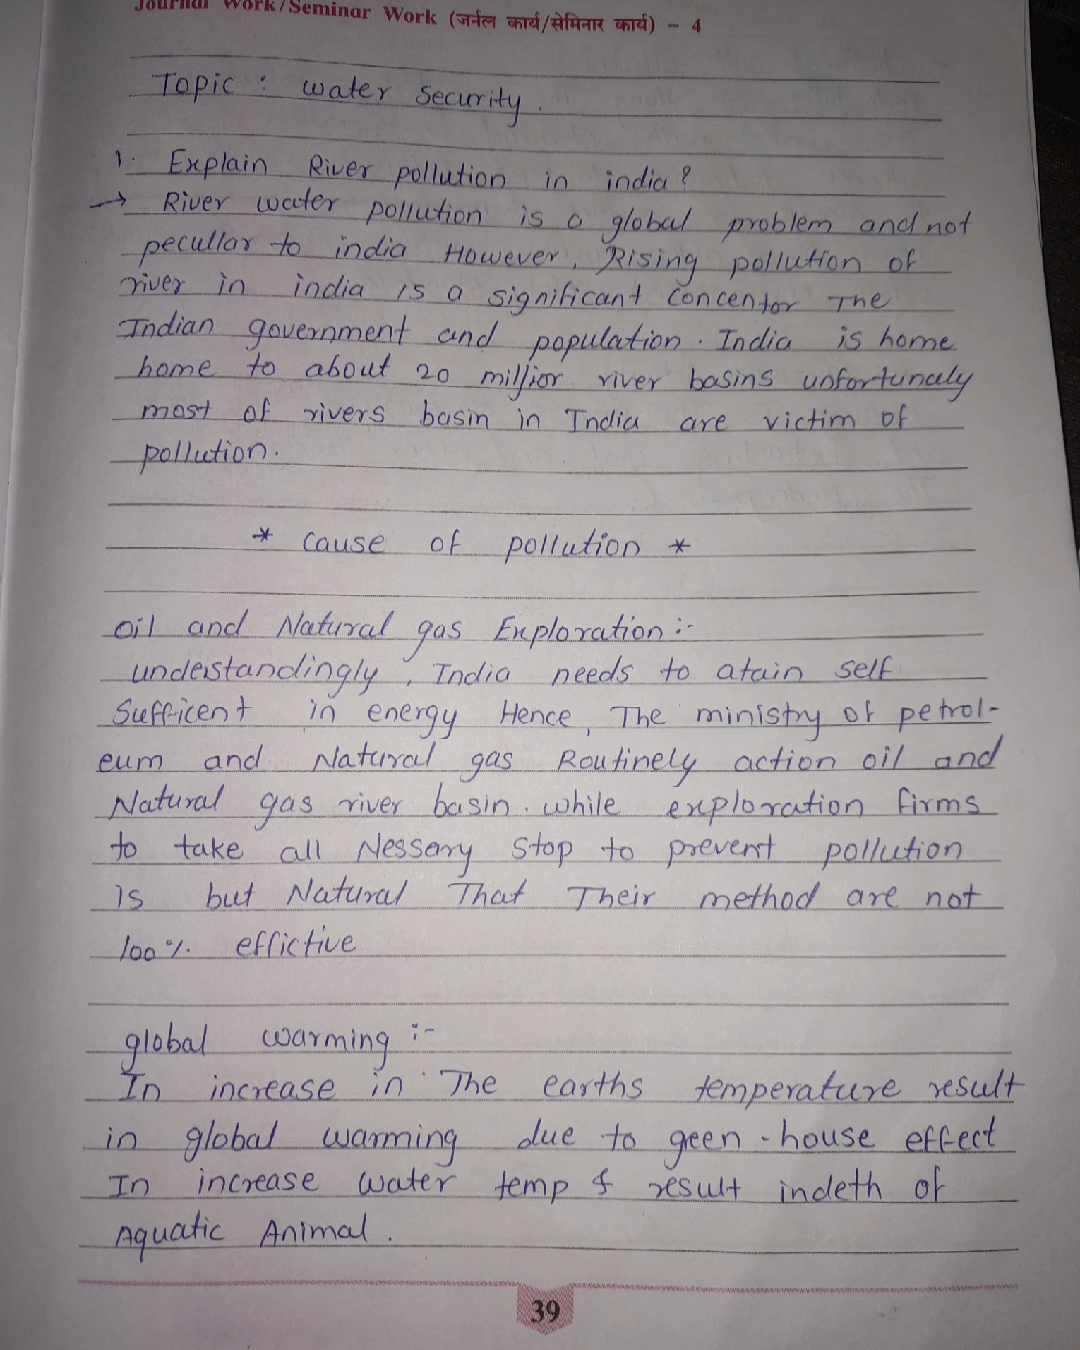 Journal Work/Seminar Work (जर्नल कार्य/सेमिनार कार्य) – 4
Topic : water Security.
1. Explain River pollution in india?
→ River water pollution is a global problem and not
pecullar to india However, Rising pollution of
river in india is a significant concentor The
Indian government and population. India is home
home to about 20 millior river basins unfortunaly
most of rivers basin in India are victim of
pollution.
* cause of pollution *
oil and Natural gas Exploration :-
understandingly, India needs to atain self
Sufficent in energy Hence, The ministry of petrol-
eum and Natural gas Routinely action oil and
Natural gas river basin. while exploration firms
to take all Nessery Stop to prevent pollution
is but Natural That Their method are not
100%. effictive
global warming :-
In increase in The earths temperature result
in global warming due to geen-house effect
In increase water temp & result indeth of
Aquatic Animal.
39